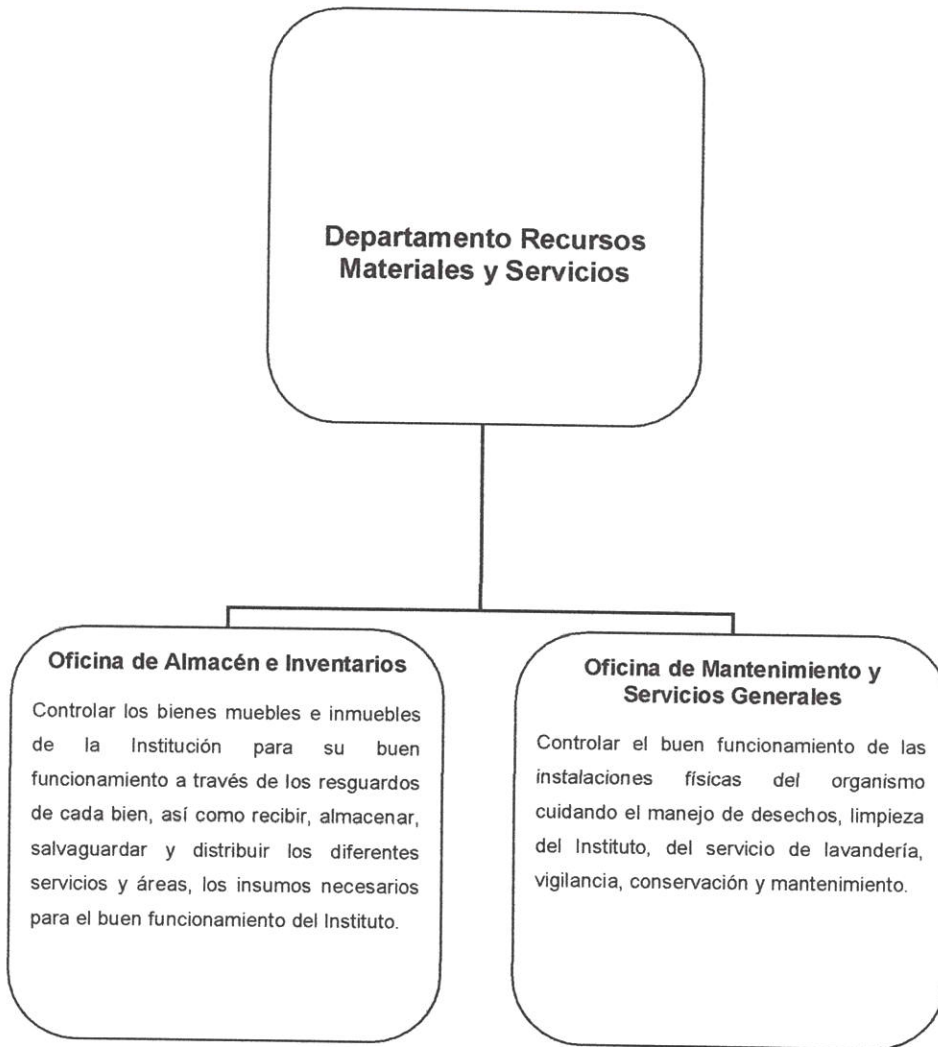 Departamento Recursos
Materiales y Servicios
Oficina de Almacén e Inventarios
Controlar los bienes muebles e inmuebles
de la Institución para su buen
funcionamiento a través de los resguardos
de cada bien, así como recibir, almacenar,
salvaguardar y distribuir los diferentes
servicios y áreas, los insumos necesarios
para el buen funcionamiento del Instituto.
Oficina de Mantenimiento y
Servicios Generales
Controlar el buen funcionamiento de las
instalaciones físicas del organismo
cuidando el manejo de desechos, limpieza
del Instituto, del servicio de lavandería,
vigilancia, conservación y mantenimiento.